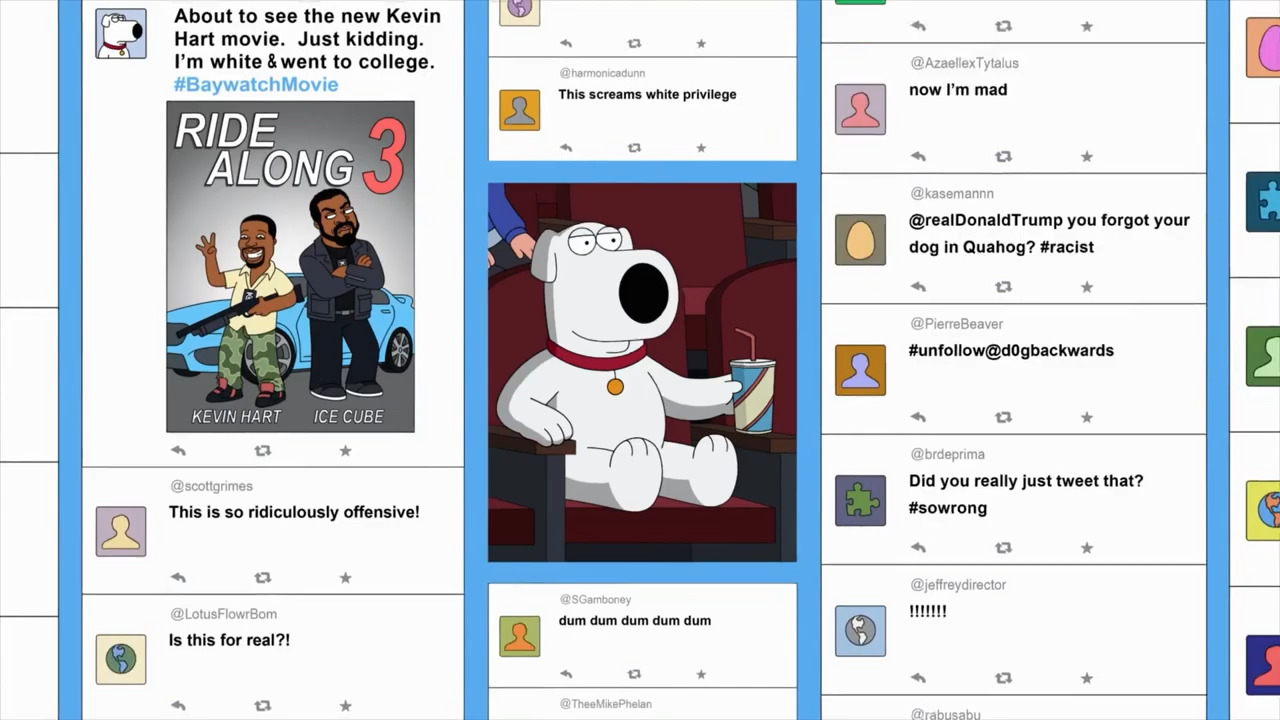 About to see the new Kevin
Hart movie.  Just kidding.
I'm white & went to college.
#BaywatchMovie
RIDE
ALONG 3
KEVIN HART ICE CUBE
@scottgrimes
This is so ridiculously offensive!
@LotusFlowrBorn
Is this for real?!
@harmonicadunn
This screams white privilege
@SGamboney
dum dum dum dum dum
@TheeMikePhelan
@AzaellexTytalus
now I'm mad
@kasemannn
@realDonaldTrump you forgot your
dog in Quahog? #racist
@PierreBeaver
#unfollow@d0gbackwards
@brdeprima
Did you really just tweet that?
#sowrong
@jeffreydirector
!!!!!!!
@rabusabu